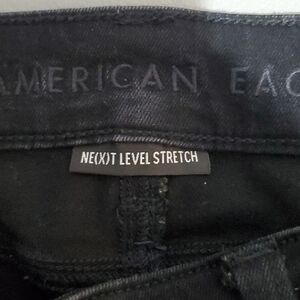 AMERICAN EAG
NE(X)T LEVEL STRETCH